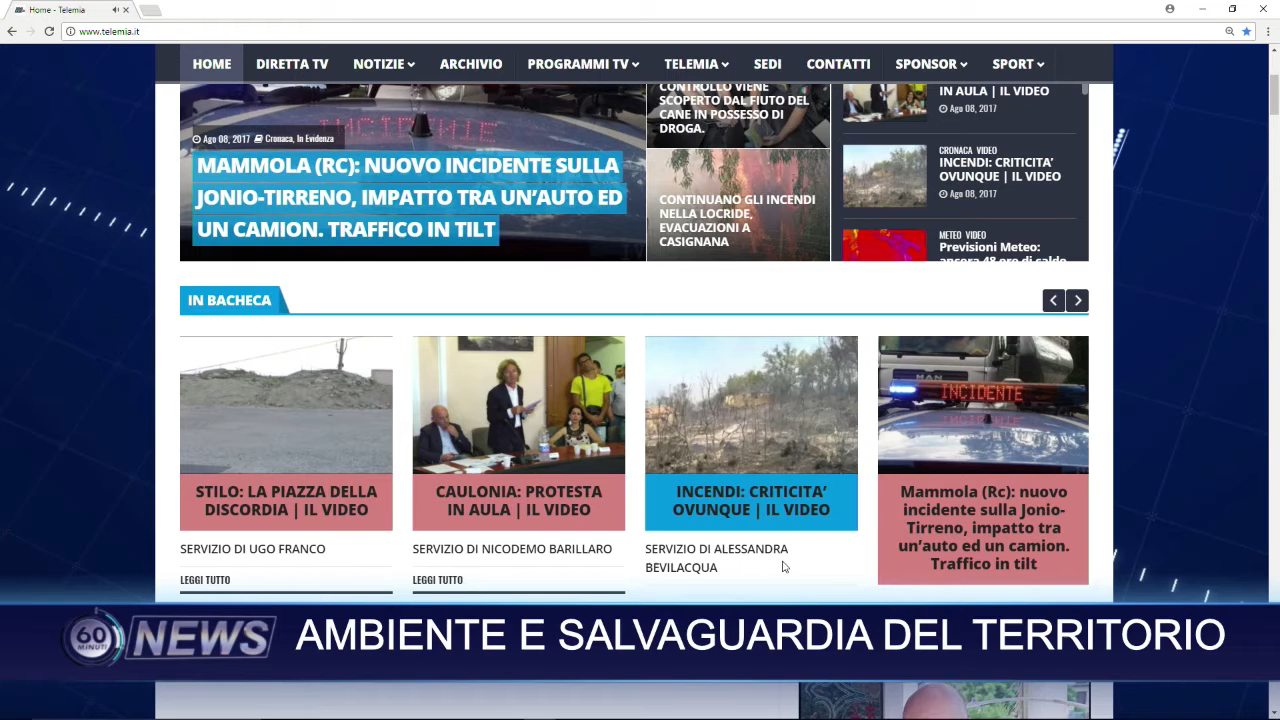 Home - Telemia
www.telemia.it
HOME DIRETTA TV NOTIZIE ARCHIVIO PROGRAMMI TV TELEMIA SEDI CONTATTI SPONSOR SPORT
INCIDENTE
Ago 08, 2017 Cronaca, In Evidenza
MAMMOLA (RC): NUOVO INCIDENTE SULLA
JONIO-TIRRENO, IMPATTO TRA UN'AUTO ED
UN CAMION. TRAFFICO IN TILT
CONTROLLO VIENE
SCOPERTO DAL FIUTO DEL
CANE IN POSSESSO DI
DROGA.
CONTINUANO GLI INCENDI
NELLA LOCRIDE,
EVACUAZIONI A
CASIGNANA
IN AULA | IL VIDEO
Ago 08, 2017
CRONACA VIDEO
INCENDI: CRITICITA'
OVUNQUE | IL VIDEO
Ago 08, 2017
METEO VIDEO
Previsioni Meteo:
ancora 48 ore di caldo
IN BACHECA
STILO: LA PIAZZA DELLA
DISCORDIA | IL VIDEO
SERVIZIO DI UGO FRANCO
LEGGI TUTTO
CAULONIA: PROTESTA
IN AULA | IL VIDEO
SERVIZIO DI NICODEMO BARILLARO
LEGGI TUTTO
INCENDI: CRITICITA'
OVUNQUE | IL VIDEO
SERVIZIO DI ALESSANDRA
BEVILACQUA
MAN
INCIDENTE
Mammola (Rc): nuovo
incidente sulla Jonio-
Tirreno, impatto tra
un'auto ed un camion.
Traffico in tilt
60 MINUTI NEWS
AMBIENTE E SALVAGUARDIA DEL TERRITORIO